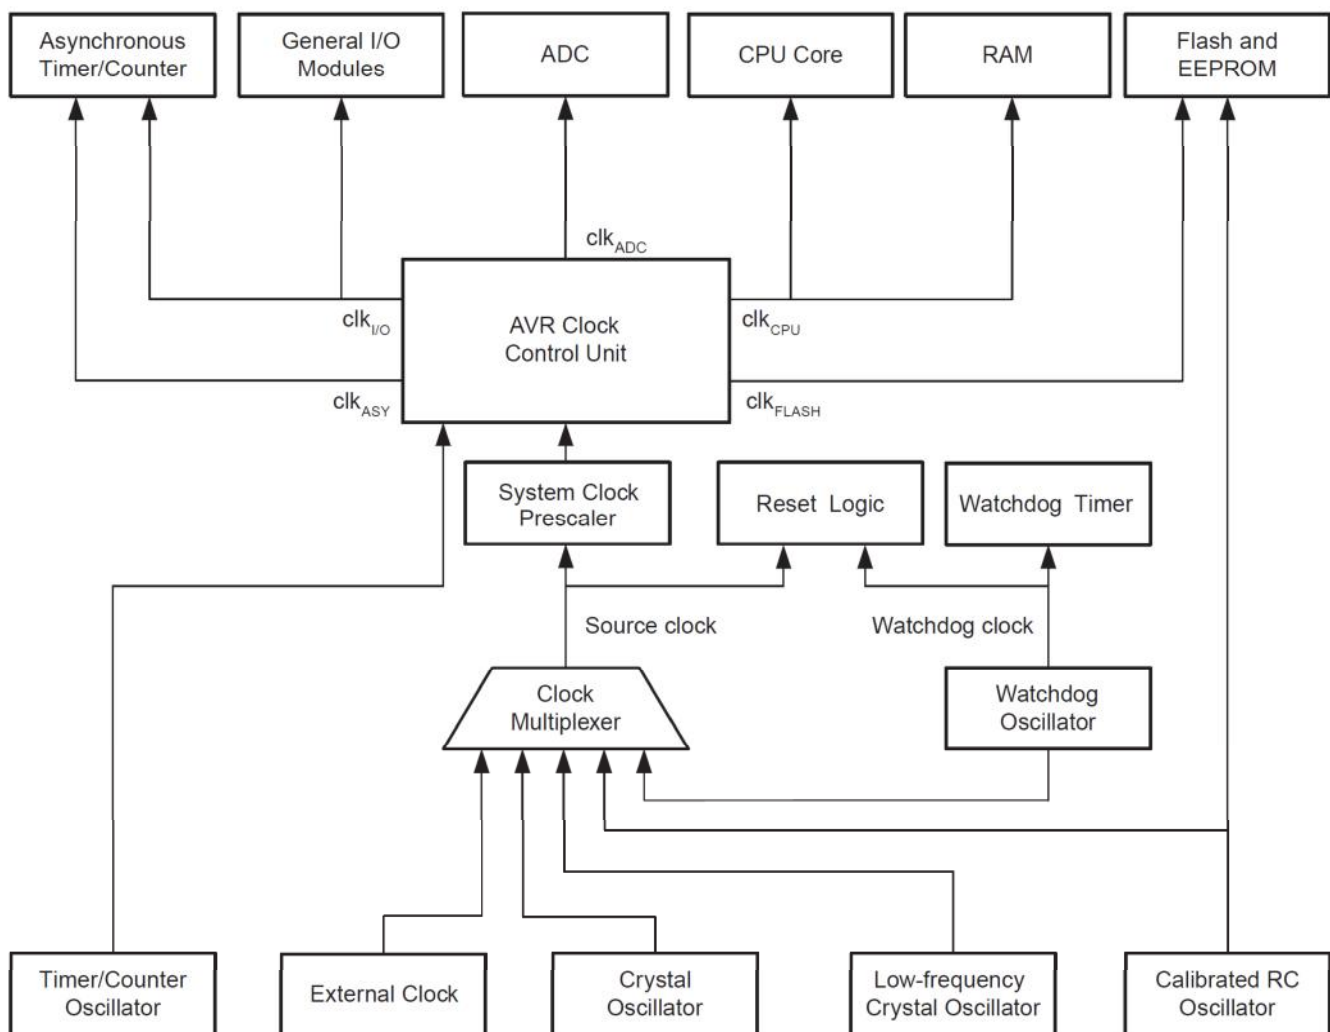 Asynchronous
Timer/Counter
General I/O
Modules
ADC
CPU Core
RAM
Flash and
EEPROM
clkADC
clkI/O
AVR Clock
Control Unit
clkCPU
clkASY
clkFLASH
System Clock
Prescaler
Reset Logic
Watchdog Timer
Source clock
Watchdog clock
Clock
Multiplexer
Watchdog
Oscillator
Timer/Counter
Oscillator
External Clock
Crystal
Oscillator
Low-frequency
Crystal Oscillator
Calibrated RC
Oscillator